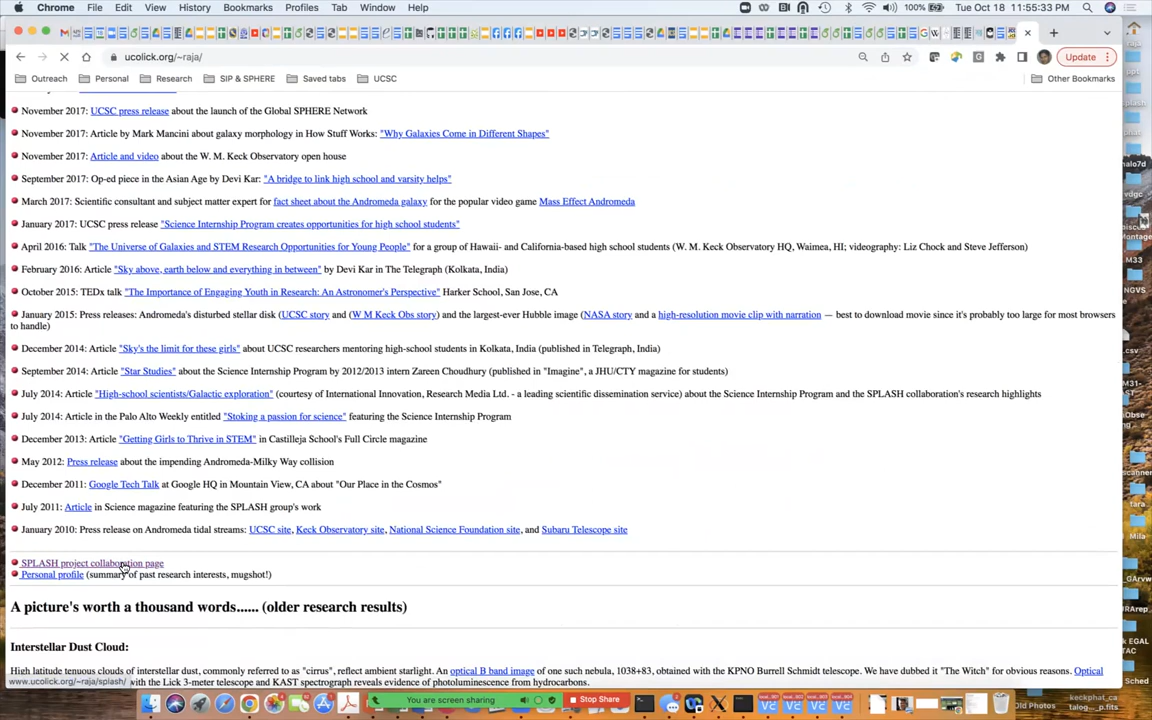 Chrome File Edit View History Bookmarks Profiles Tab Window Help 100% Tue Oct 18 11:55:33 PM
ucolick.org/~raja/ Update
Outreach Personal Research SIP & SPHERE Saved tabs UCSC Other Bookmarks
November 2017: UCSC press release about the launch of the Global SPHERE Network
November 2017: Article by Mark Mancini about galaxy morphology in How Stuff Works: "Why Galaxies Come in Different Shapes"
November 2017: Article and video about the W. M. Keck Observatory open house
September 2017: Op-ed piece in the Asian Age by Devi Kar: "A bridge to link high school and varsity helps"
March 2017: Scientific consultant and subject matter expert for fact sheet about the Andromeda galaxy for the popular video game Mass Effect Andromeda
January 2017: UCSC press release "Science Internship Program creates opportunities for high school students"
April 2016: Talk "The Universe of Galaxies and STEM Research Opportunities for Young People" for a group of Hawaii- and California-based high school students (W. M. Keck Observatory HQ, Waimea, HI; videography: Liz Chock and Steve Jefferson)
February 2016: Article "Sky above, earth below and everything in between" by Devi Kar in The Telegraph (Kolkata, India)
October 2015: TEDx talk "The Importance of Engaging Youth in Research: An Astronomer's Perspective" Harker School, San Jose, CA
January 2015: Press releases: Andromeda's disturbed stellar disk (UCSC story and (W M Keck Obs story) and the largest-ever Hubble image (NASA story and a high-resolution movie clip with narration — best to download movie since it's probably too large for most browsers
to handle)
December 2014: Article "Sky's the limit for these girls" about UCSC researchers mentoring high-school students in Kolkata, India (published in Telegraph, India)
September 2014: Article "Star Studies" about the Science Internship Program by 2012/2013 intern Zareen Choudhury (published in "Imagine", a JHU/CTY magazine for students)
July 2014: Article "High-school scientists/Galactic exploration" (courtesy of International Innovation, Research Media Ltd. - a leading scientific dissemination service) about the Science Internship Program and the SPLASH collaboration's research highlights
July 2014: Article in the Palo Alto Weekly entitled "Stoking a passion for science" featuring the Science Internship Program
December 2013: Article "Getting Girls to Thrive in STEM" in Castilleja School's Full Circle magazine
May 2012: Press release about the impending Andromeda-Milky Way collision
December 2011: Google Tech Talk at Google HQ in Mountain View, CA about "Our Place in the Cosmos"
July 2011: Article in Science magazine featuring the SPLASH group's work
January 2010: Press release on Andromeda tidal streams: UCSC site, Keck Observatory site, National Science Foundation site, and Subaru Telescope site
SPLASH project collaboration page
Personal profile (summary of past research interests, mugshot!)
A picture's worth a thousand words...... (older research results)
Interstellar Dust Cloud:
High latitude tenuous clouds of interstellar dust, commonly referred to as "cirrus", reflect ambient starlight. An optical B band image of one such nebula, 1038+83, obtained with the KPNO Burrell Schmidt telescope. We have dubbed it "The Witch" for obvious reasons. Optical
www.ucolick.org/~raja/splash/ with the Lick 3-meter telescope and KAST spectrograph reveals evidence of photoluminescence from hydrocarbons.
You are screen sharing Stop Share
Old Photos
keckphat_ca
talog...p.fits